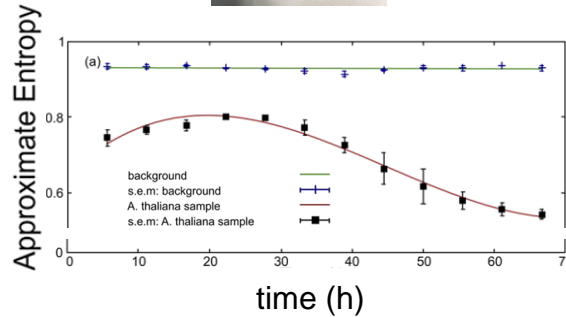 Approximate Entropy
1
(a)
0.8
0.6
0
background
s.e.m: background
A. thaliana sample
s.e.m: A. thaliana sample
0 10 20 30 40 50 60 7
time (h)